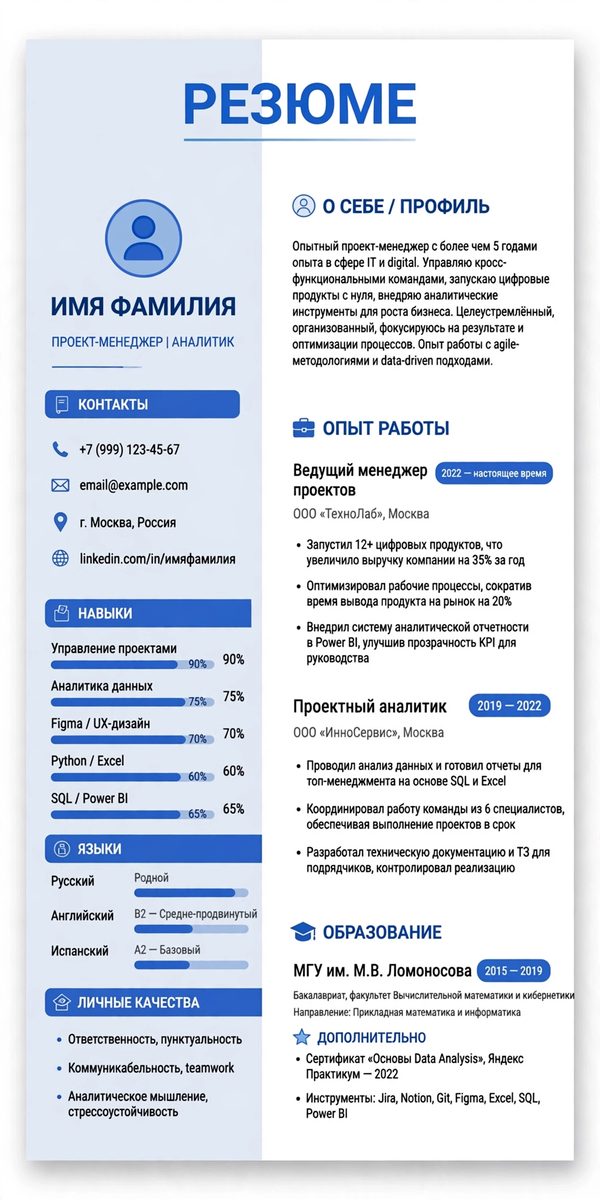 РЕЗЮМЕ
ИМЯ ФАМИЛИЯ
ПРОЕКТ-МЕНЕДЖЕР | АНАЛИТИК
КОНТАКТЫ
+7 (999) 123-45-67
email@example.com
г. Москва, Россия
linkedin.com/in/имяфамилия
НАВЫКИ
Управление проектами
90% 90%
Аналитика данных
75% 75%
Figma / UX-дизайн
70% 70%
Python / Excel
60% 60%
SQL / Power BI
65% 65%
ЯЗЫКИ
Русский Родной
Английский B2 — Средне-продвинутый
Испанский A2 — Базовый
ЛИЧНЫЕ КАЧЕСТВА
• Ответственность, пунктуальность
• Коммуникабельность, teamwork
• Аналитическое мышление,
стрессоустойчивость
О СЕБЕ / ПРОФИЛЬ
Опытный проект-менеджер с более чем 5 годами
опыта в сфере IT и digital. Управляю кросс-
функциональными командами, запускаю цифровые
продукты с нуля, внедряю аналитические
инструменты для роста бизнеса. Целеустремлённый,
организованный, фокусируюсь на результате и
оптимизации процессов. Опыт работы с agile-
методологиями и data-driven подходами.
ОПЫТ РАБОТЫ
Ведущий менеджер 2022 — настоящее время
проектов
ООО «ТехноЛаб», Москва
• Запустил 12+ цифровых продуктов, что
увеличило выручку компании на 35% за год
• Оптимизировал рабочие процессы, сократив
время вывода продукта на рынок на 20%
• Внедрил систему аналитической отчетности
в Power BI, улучшив прозрачность KPI для
руководства
Проектный аналитик 2019 — 2022
ООО «ИнноСервис», Москва
• Проводил анализ данных и готовил отчеты для
топ-менеджмента на основе SQL и Excel
• Координировал работу команды из 6 специалистов,
обеспечивая выполнение проектов в срок
• Разработал техническую документацию и ТЗ для
подрядчиков, контролировал реализацию
ОБРАЗОВАНИЕ
МГУ им. М.В. Ломоносова 2015 — 2019
Бакалавриат, факультет Вычислительной математики и кибернетики
Направление: Прикладная математика и информатика
ДОПОЛНИТЕЛЬНО
• Сертификат «Основы Data Analysis», Яндекс
Практикум — 2022
• Инструменты: Jira, Notion, Git, Figma, Excel, SQL,
Power BI